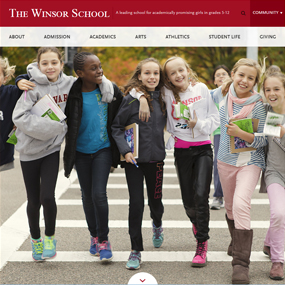 THE WINSOR SCHOOL
A leading school for academically promising girls in grades 5-12
COMMUNITY
ABOUT ADMISSION ACADEMICS ARTS ATHLETICS STUDENT LIFE GIVING